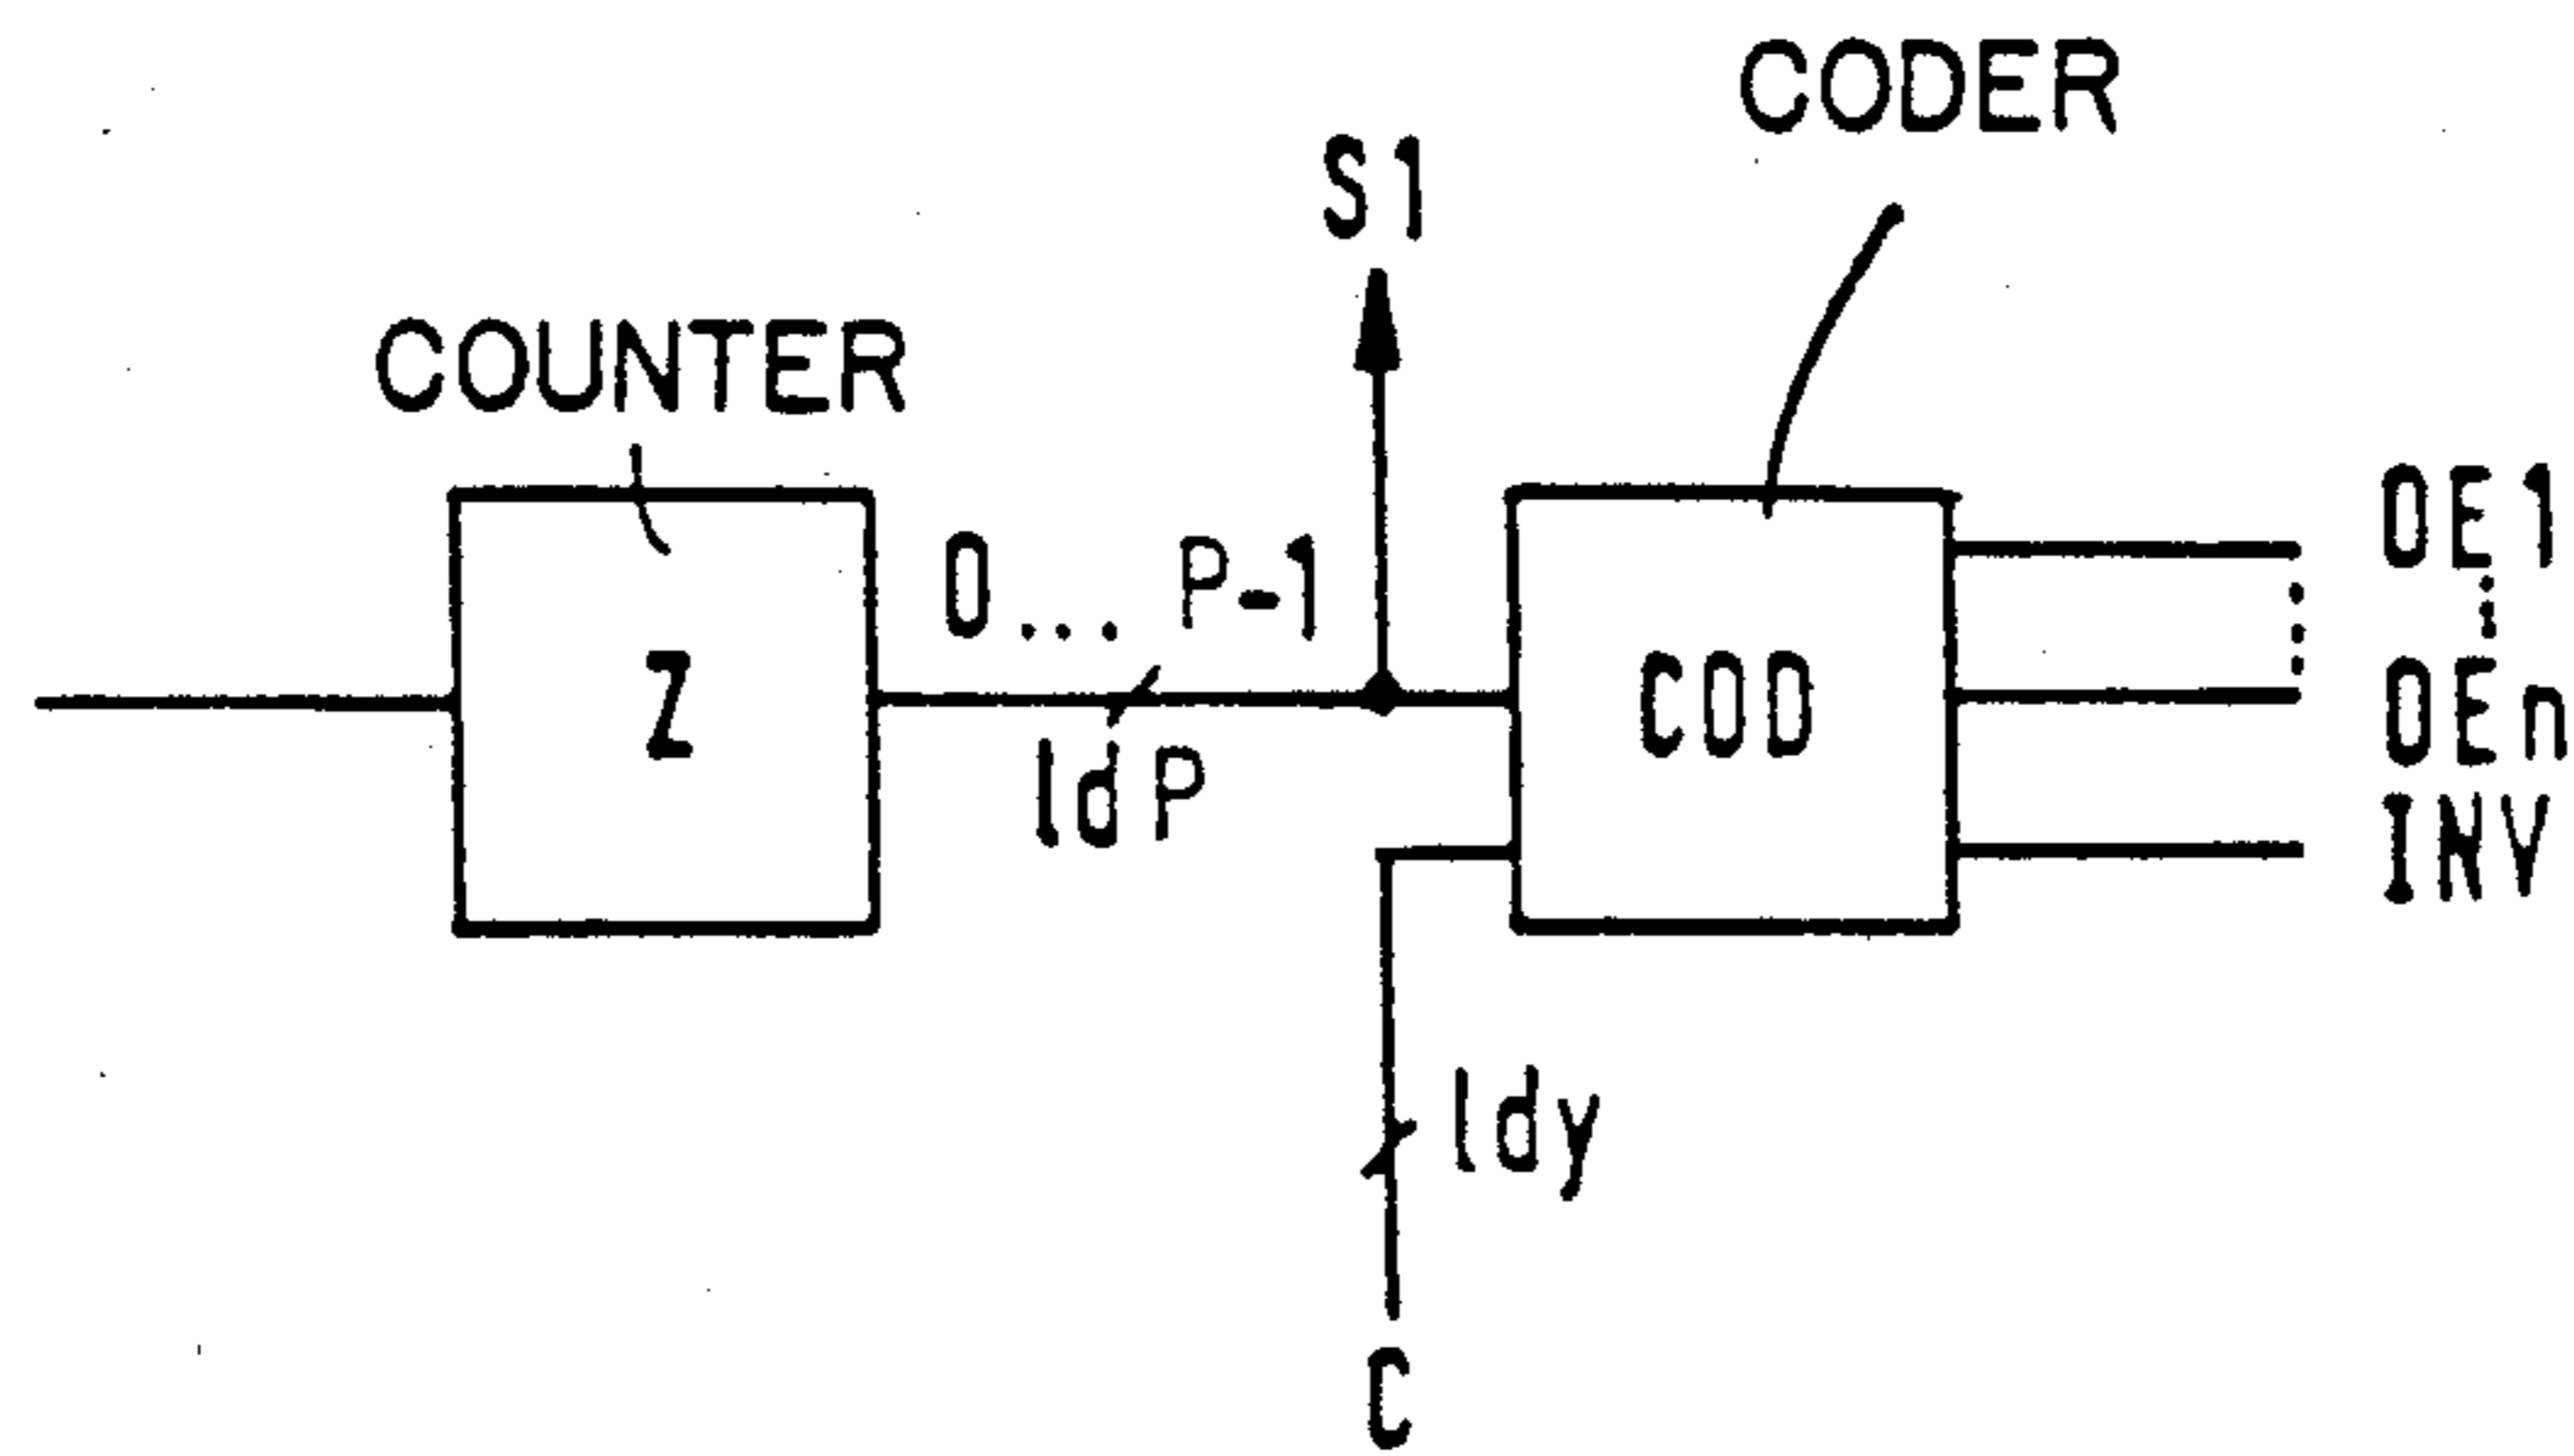 CODER
S1
COUNTER
OE1
0... P-1
Z
COD
OEn
ldP
INV
ldy
C